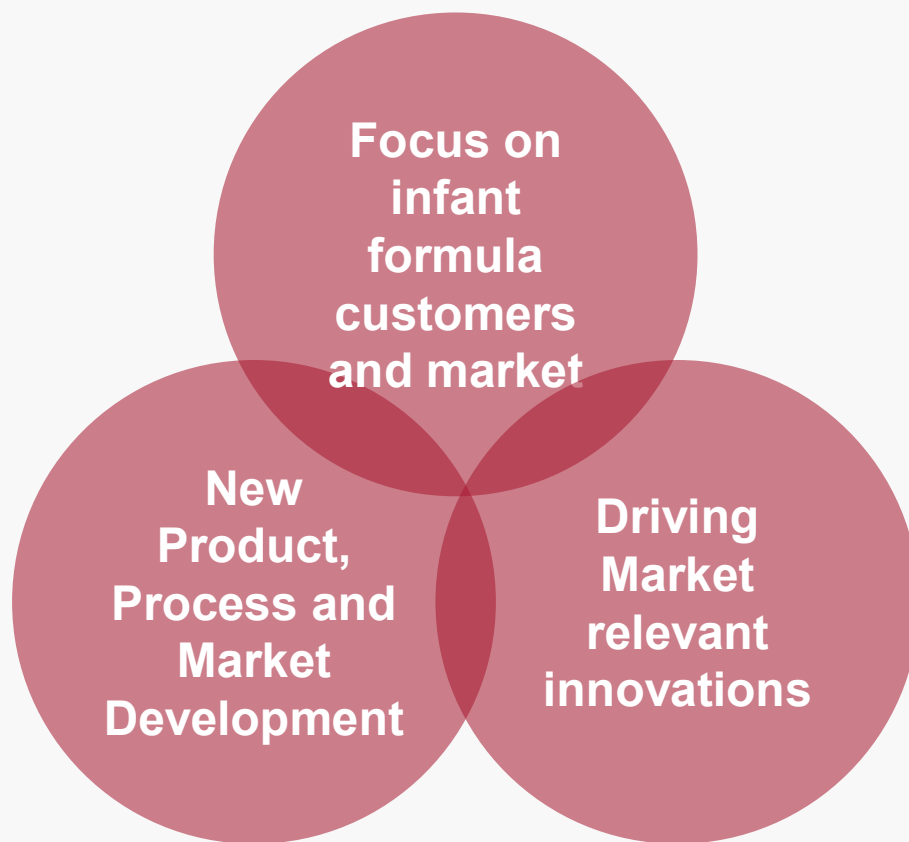 Focus on
infant
formula
customers
and market
New
Product,
Process and
Market
Development
Driving
Market
relevant
innovations